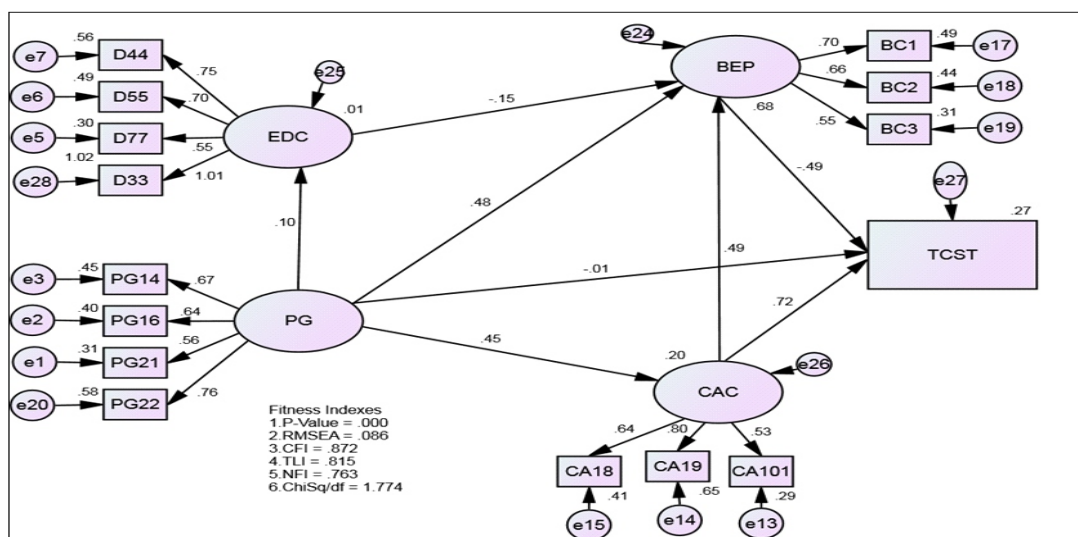 e7
.56
D44
e6
.49
D55
e5
.30
D77
e28
1.02
D33
.75
.70
.55
1.01
EDC
e25
.01
-.15
e24
BEP
.68
.70
BC1
.49
e17
.66
BC2
.44
e18
.55
BC3
.31
e19
.10
.48
-.49
.49
e27
.27
TCST
-.01
.72
e3
.45
PG14
.67
e2
.40
PG16
.64
e1
.31
PG21
.56
e20
.58
PG22
.76
PG
.45
.20
CAC
e26
.64
.80
.53
CA18
.41
CA19
.65
CA101
.29
e15
e14
e13
Fitness Indexes
1.P-Value = .000
2.RMSEA = .086
3.CFI = .872
4.TLI = .815
5.NFI = .763
6.ChiSq/df = 1.774